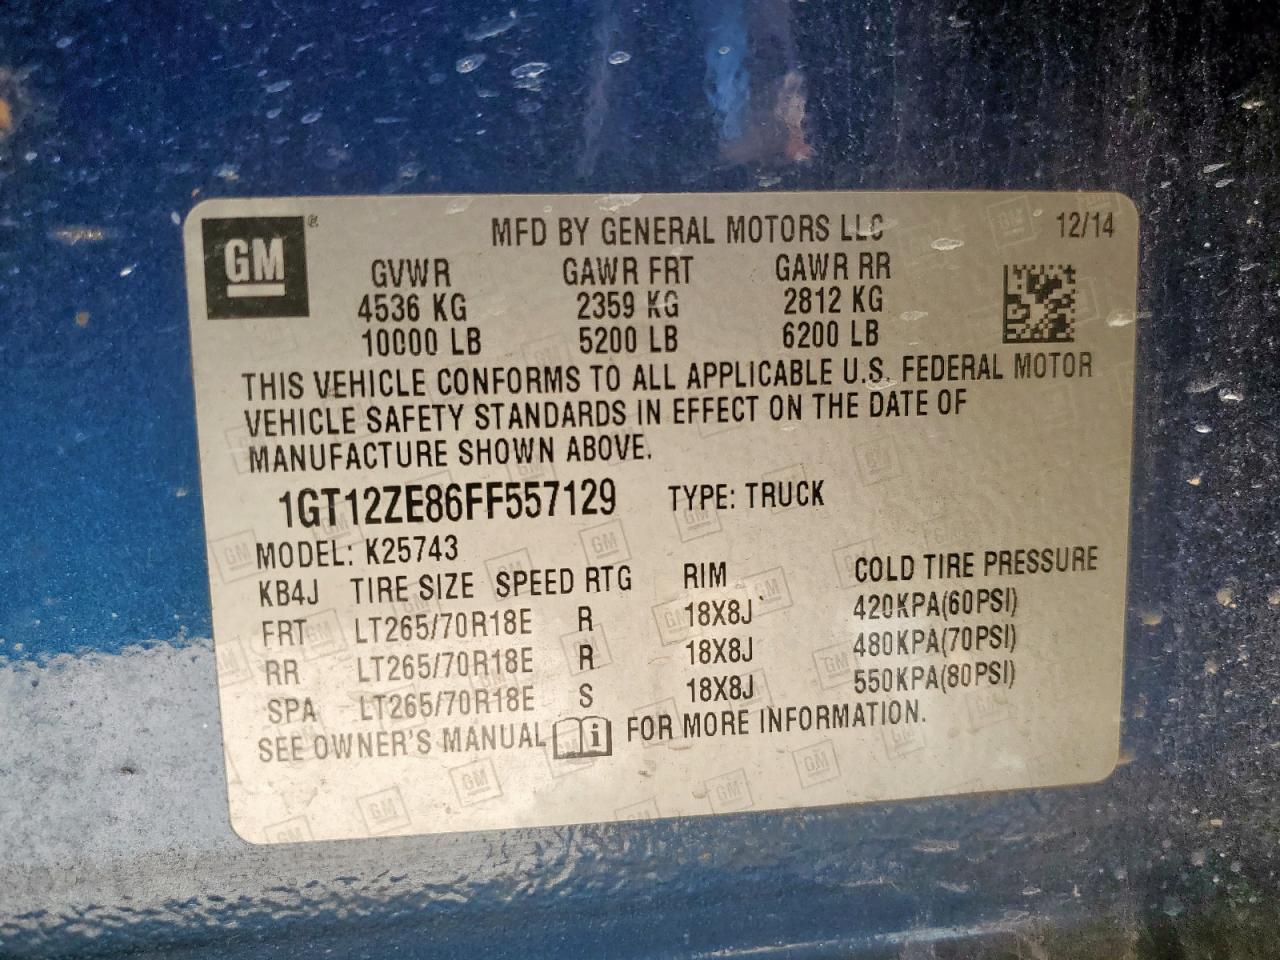 GM ®
MFD BY GENERAL MOTORS LLC 12/14
GVWR GAWR FRT GAWR RR
4536 KG 2359 KG 2812 KG
10000 LB 5200 LB 6200 LB
THIS VEHICLE CONFORMS TO ALL APPLICABLE U.S. FEDERAL MOTOR
VEHICLE SAFETY STANDARDS IN EFFECT ON THE DATE OF
MANUFACTURE SHOWN ABOVE.
1GT12ZE86FF557129 TYPE: TRUCK
MODEL: K25743
KB4J TIRE SIZE SPEED RTG RIM COLD TIRE PRESSURE
FRT LT265/70R18E R 18X8J 420KPA(60PSI)
RR LT265/70R18E R 18X8J 480KPA(70PSI)
SPA LT265/70R18E S 18X8J 550KPA(80PSI)
SEE OWNER'S MANUAL i FOR MORE INFORMATION.